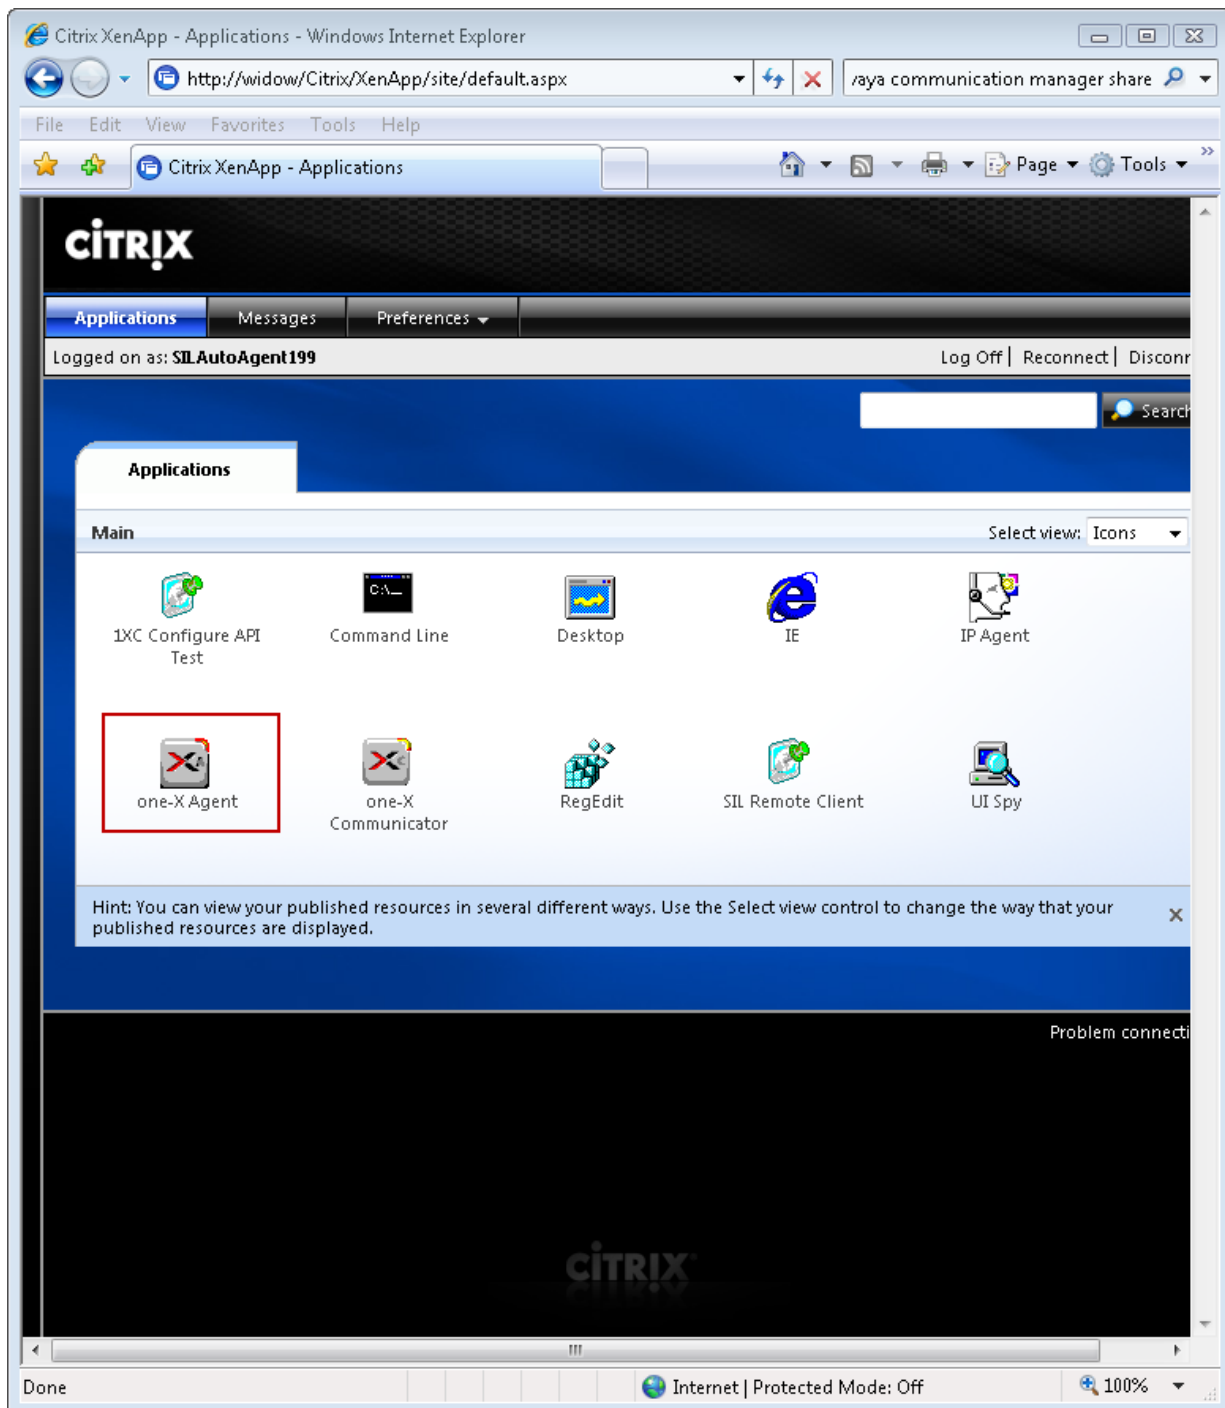 Citrix XenApp - Applications - Windows Internet Explorer
http://widow/Citrix/XenApp/site/default.aspx
aya communication manager share
File Edit View Favorites Tools Help
Citrix XenApp - Applications
Page Tools
CITRIX
Applications Messages Preferences
Logged on as: SILAutoAgent199
Log Off | Reconnect | Disconr
Search
Applications
Main
Select view: Icons
C:\_
1XC Configure API
Test
Command Line
Desktop
IE
IP Agent
one-X Agent
one-X
Communicator
RegEdit
SIL Remote Client
UI Spy
Hint: You can view your published resources in several different ways. Use the Select view control to change the way that your
published resources are displayed.
Problem connecti
CITRIX
Done
Internet | Protected Mode: Off
100%